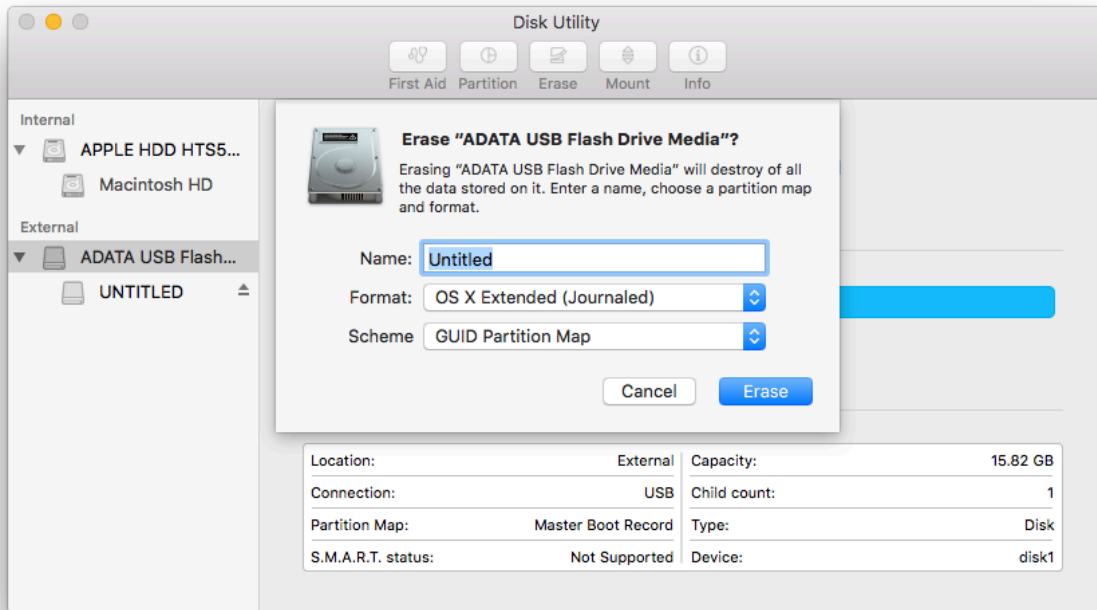 Disk Utility
First Aid Partition Erase Mount Info
Internal
APPLE HDD HTS5...
Macintosh HD
External
ADATA USB Flash...
UNTITLED
Erase “ADATA USB Flash Drive Media”?
Erasing “ADATA USB Flash Drive Media” will destroy of all
the data stored on it. Enter a name, choose a partition map
and format.
Name: Untitled
Format: OS X Extended (Journaled)
Scheme GUID Partition Map
Cancel Erase
Location: External Capacity: 15.82 GB
Connection: USB Child count: 1
Partition Map: Master Boot Record Type: Disk
S.M.A.R.T. status: Not Supported Device: disk1